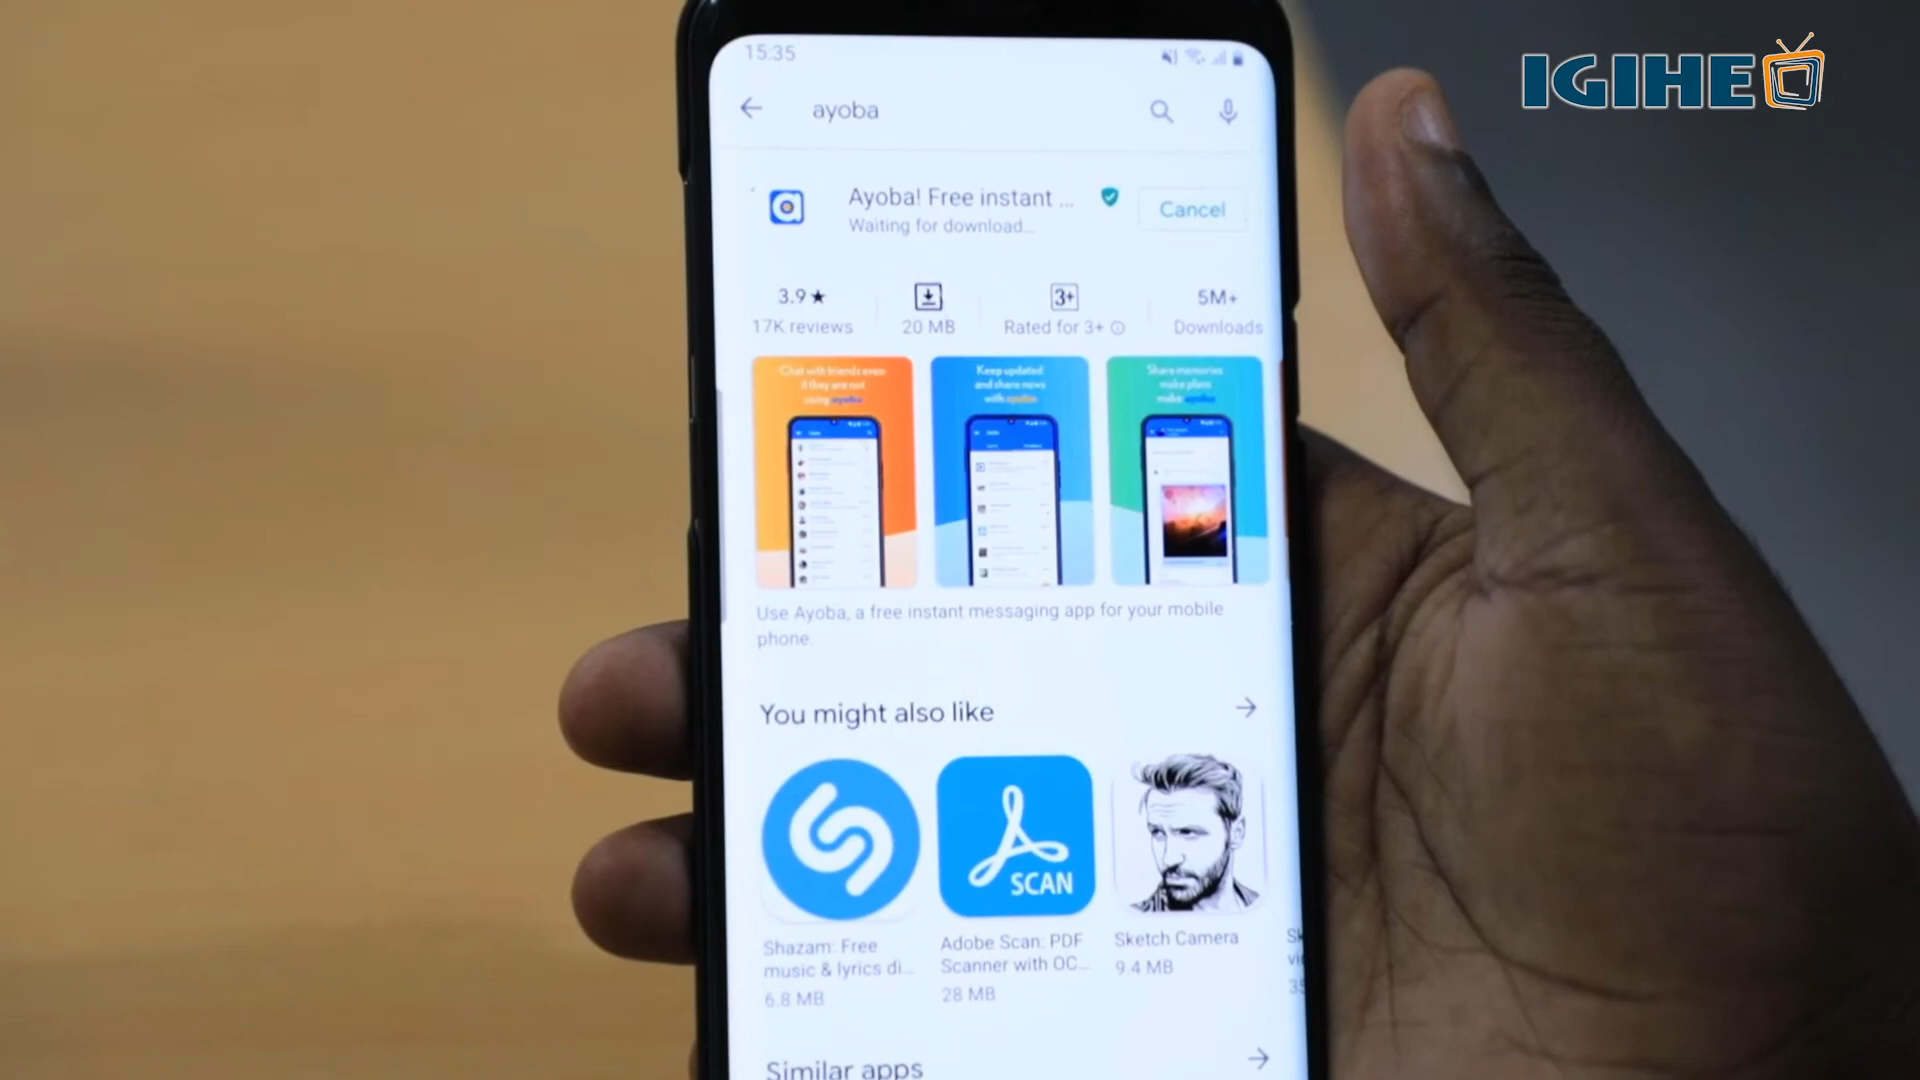 IGIHE
15:35
ayoba
Ayoba! Free instant ...
Waiting for download...
Cancel
3.9★
17K reviews
20 MB
3+
Rated for 3+
5M+
Downloads
Chat with friends even
if they are not
using ayoba
Keep updated
and share news
with ayoba
Share memories
make plans
make ayoba
Use Ayoba, a free instant messaging app for your mobile
phone.
You might also like
SCAN
Shazam: Free
music & lyrics di...
6.8 MB
Adobe Scan: PDF
Scanner with OC...
28 MB
Sketch Camera
9.4 MB
Similar apps